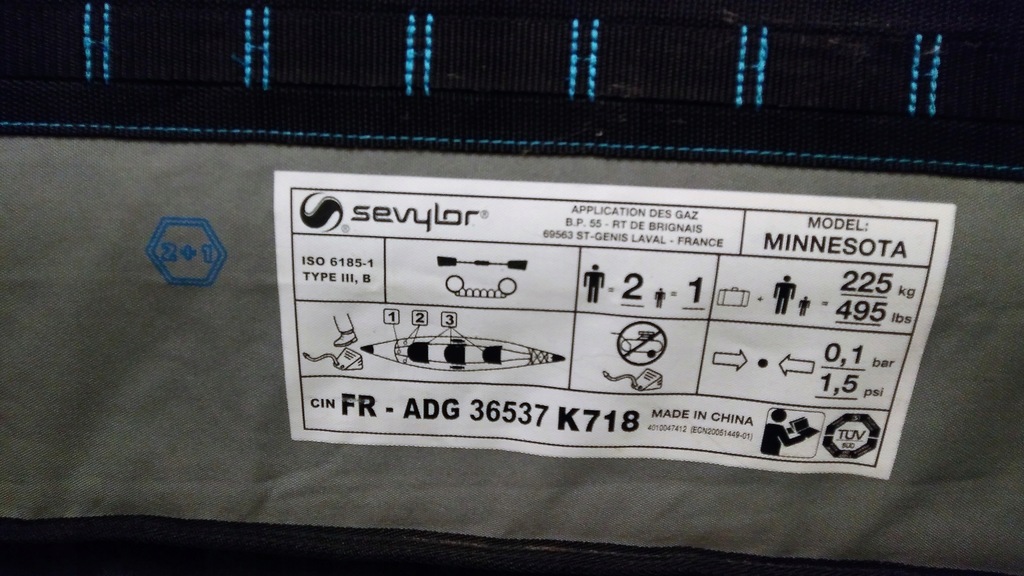 2+1
sevylor®
®
APPLICATION DES GAZ
B.P. 55 - RT DE BRIGNAIS
69563 ST-GENIS LAVAL - FRANCE
MODEL:
MINNESOTA
ISO 6185-1
TYPE III, B
= 2 = 1
+ = 225 kg
495 lbs
1 2 3
0,1 bar
1,5 psi
CIN FR - ADG 36537 K718
MADE IN CHINA
4010047412 (ECN20051449-01)
TÜV
SÜD